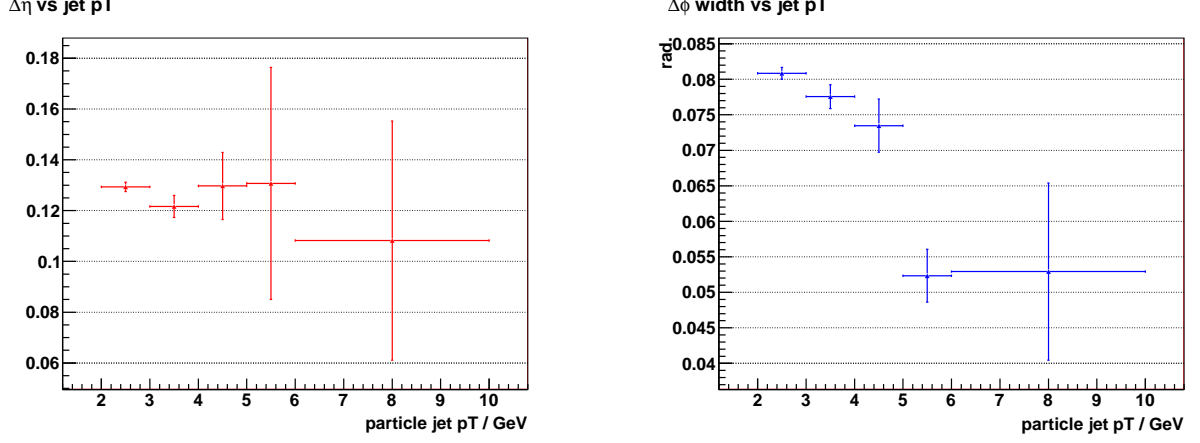 Δη vs jet pT
0.18
0.16
0.14
0.12
0.1
0.08
0.06
2 3 4 5 6 7 8 9 10
particle jet pT / GeV
Δϕ width vs jet pT
rad.
0.085
0.08
0.075
0.07
0.065
0.06
0.055
0.05
0.045
0.04
2 3 4 5 6 7 8 9 10
particle jet pT / GeV